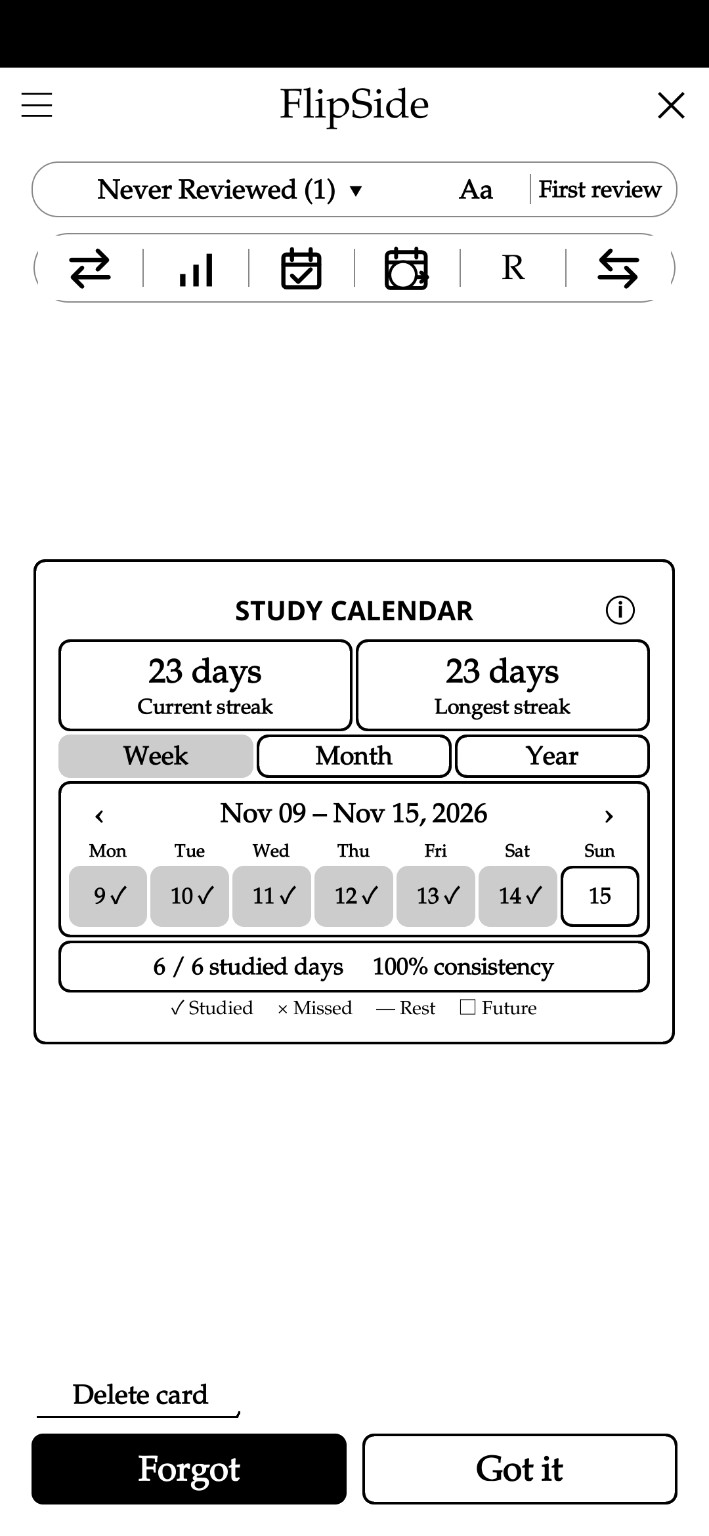 FlipSide
Never Reviewed (1) ▼ Aa First review
R
STUDY CALENDAR i
23 days 23 days
Current streak Longest streak
Week Month Year
‹ Nov 09 – Nov 15, 2026 ›
Mon Tue Wed Thu Fri Sat Sun
9 ✓ 10 ✓ 11 ✓ 12 ✓ 13 ✓ 14 ✓ 15
6 / 6 studied days 100% consistency
✓ Studied × Missed — Rest □ Future
Delete card
Forgot Got it